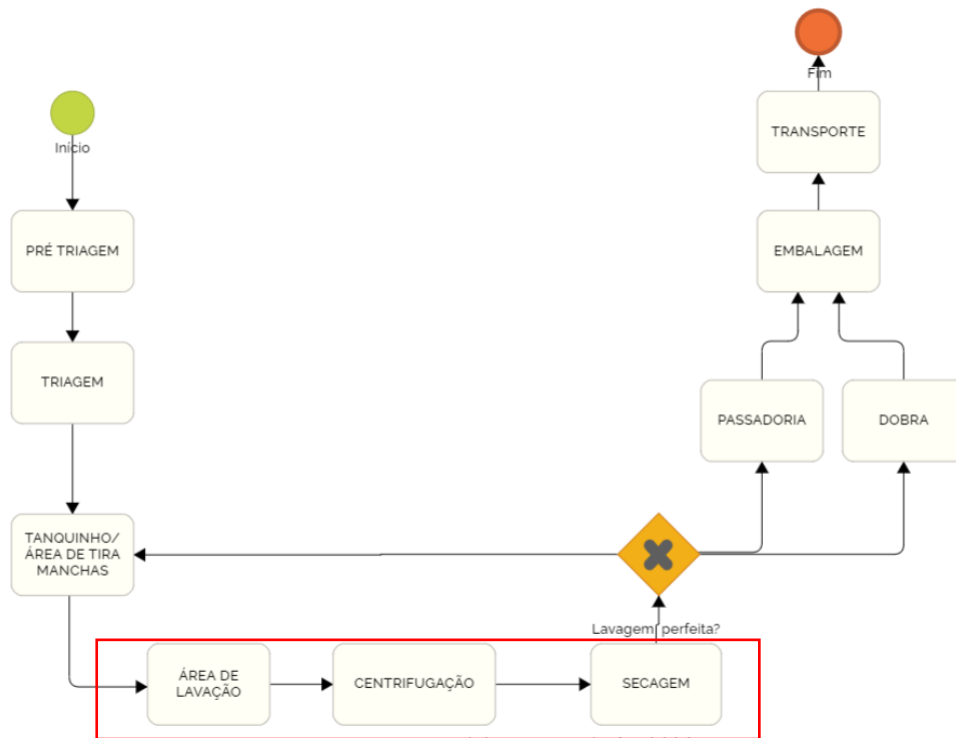 Início
PRÉ TRIAGEM
TRIAGEM
TANQUINHO/
ÁREA DE TIRA
MANCHAS
ÁREA DE
LAVAÇÃO
CENTRIFUGAÇÃO
SECAGEM
Lavagem perfeita?
PASSADORIA
DOBRA
EMBALAGEM
TRANSPORTE
Fim